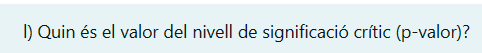 l) Quin és el valor del nivell de significació crític (p-valor)?